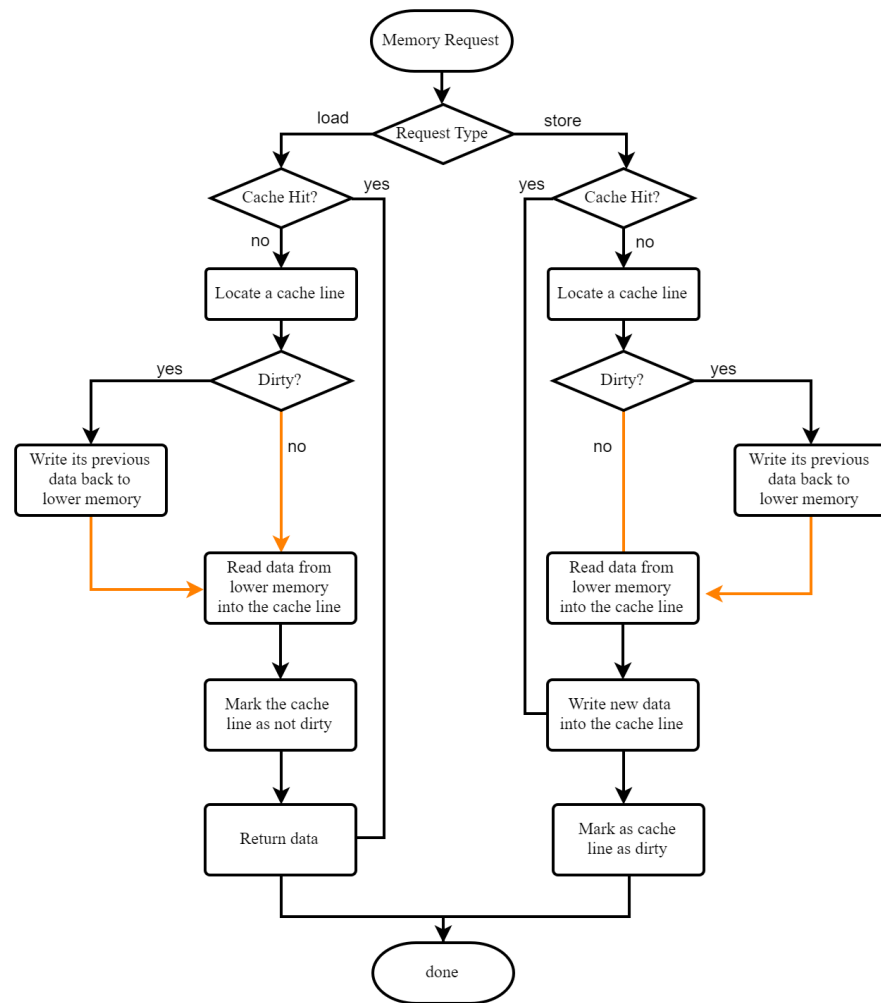 Memory Request
load
Request Type
store
Cache Hit?
yes
yes
Cache Hit?
no
no
Locate a cache line
Locate a cache line
yes
Dirty?
Dirty?
yes
no
no
Write its previous
data back to
lower memory
Write its previous
data back to
lower memory
Read data from
lower memory
into the cache line
Read data from
lower memory
into the cache line
Mark the cache
line as not dirty
Write new data
into the cache line
Return data
Mark as cache
line as dirty
done